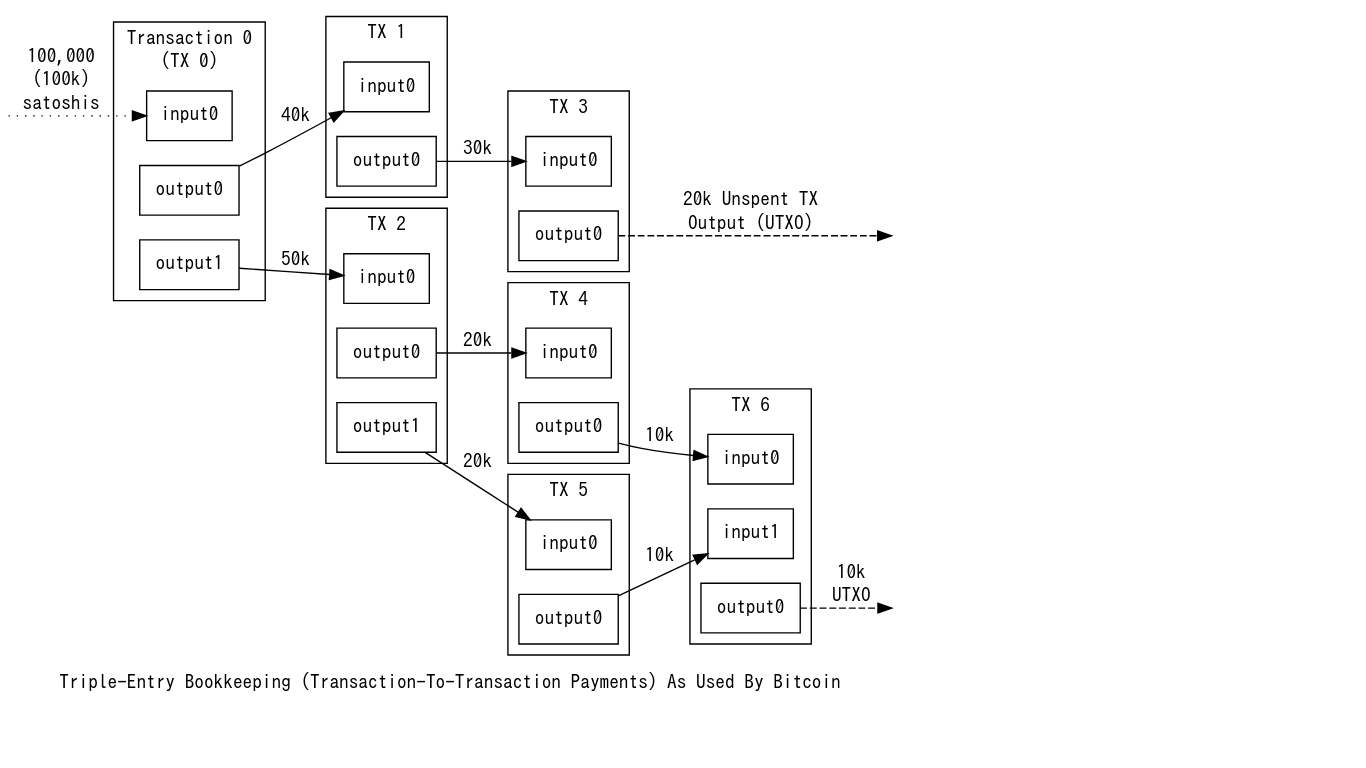 100,000
(100k)
satoshis
Transaction 0
(TX 0)
input0
output0
output1
40k
50k
TX 1
input0
output0
30k
TX 2
input0
output0
output1
20k
20k
TX 3
input0
output0
20k Unspent TX
Output (UTXO)
TX 4
input0
output0
10k
TX 5
input0
output0
10k
TX 6
input0
input1
output0
10k
UTXO
Triple-Entry Bookkeeping (Transaction-To-Transaction Payments) As Used By Bitcoin